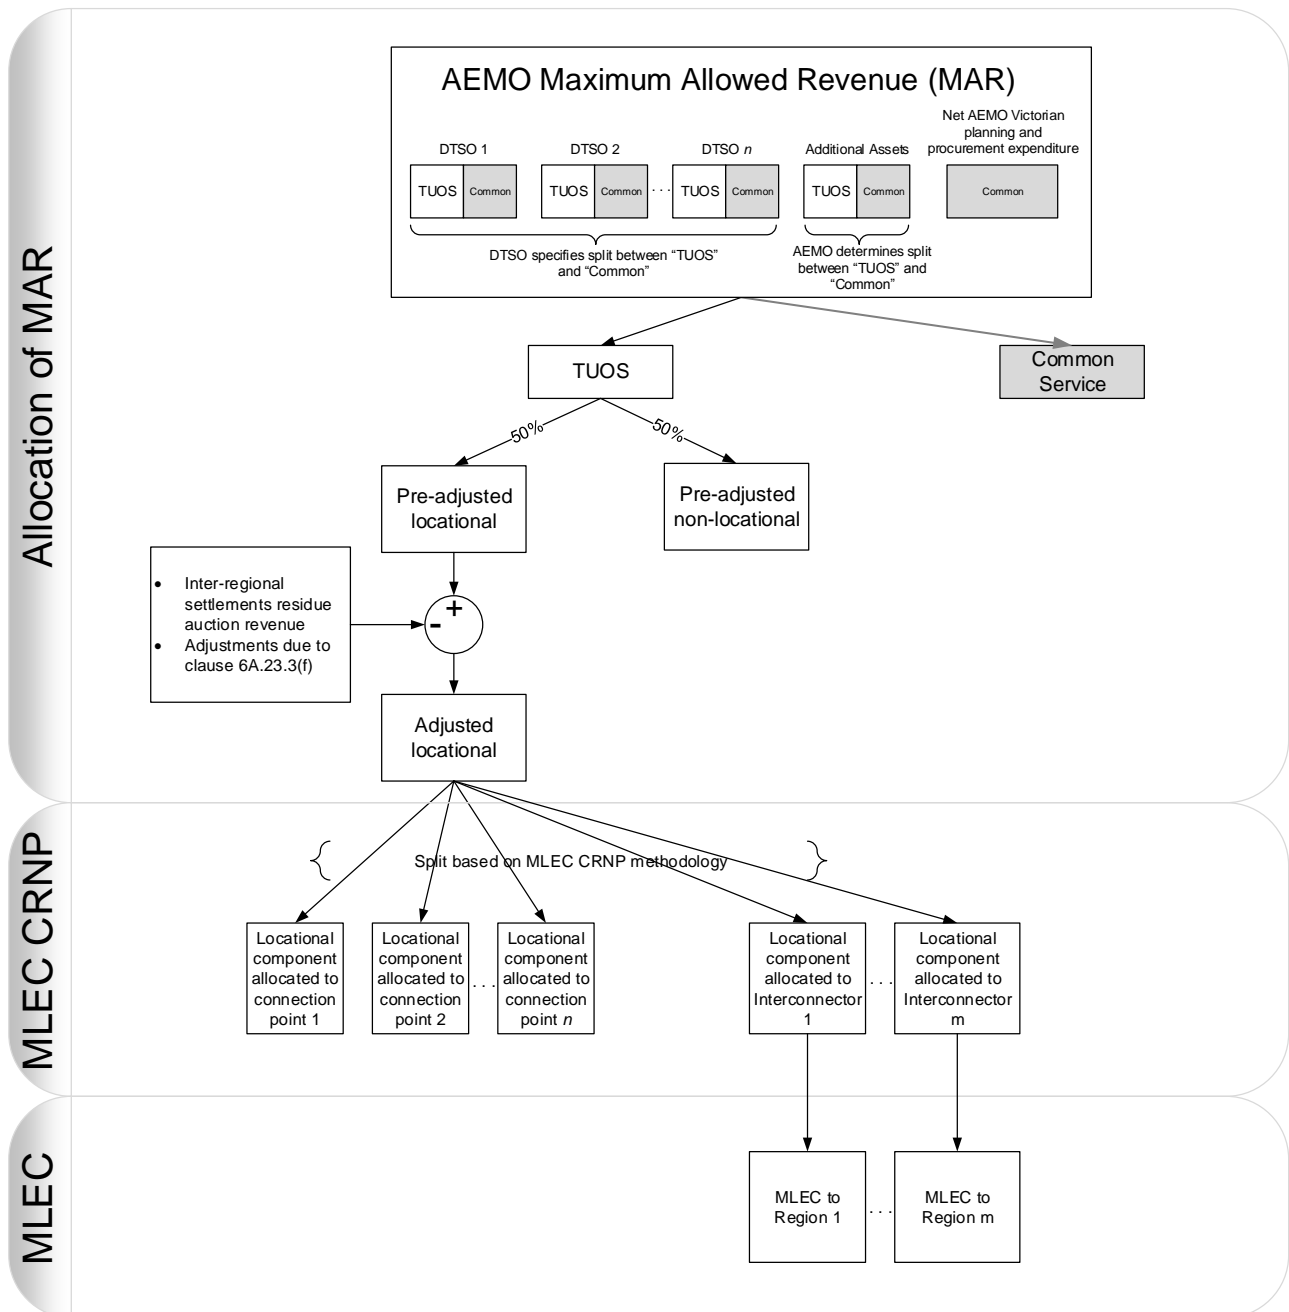 Allocation of MAR
AEMO Maximum Allowed Revenue (MAR)
Net AEMO Victorian
planning and
procurement expenditure
DTSO 1
DTSO 2
DTSO n
Additional Assets
TUOS
Common
TUOS
Common
. . .
TUOS
Common
TUOS
Common
Common
DTSO specifies split between “TUOS”
and “Common”
AEMO determines split
between “TUOS” and
“Common”
TUOS
Common
Service
50%
50%
Pre-adjusted
locational
Pre-adjusted
non-locational
• Inter-regional
settlements residue
auction revenue
• Adjustments due to
clause 6A.23.3(f)
+
-
Adjusted
locational
MLEC CRNP
{ Split based on MLEC CRNP methodology }
Locational
component
allocated to
connection
point 1
Locational
component
allocated to
connection
point 2
. . .
Locational
component
allocated to
connection
point n
Locational
component
allocated to
Interconnector
1
. . .
Locational
component
allocated to
Interconnector
m
MLEC
MLEC to
Region 1
. . .
MLEC to
Region m